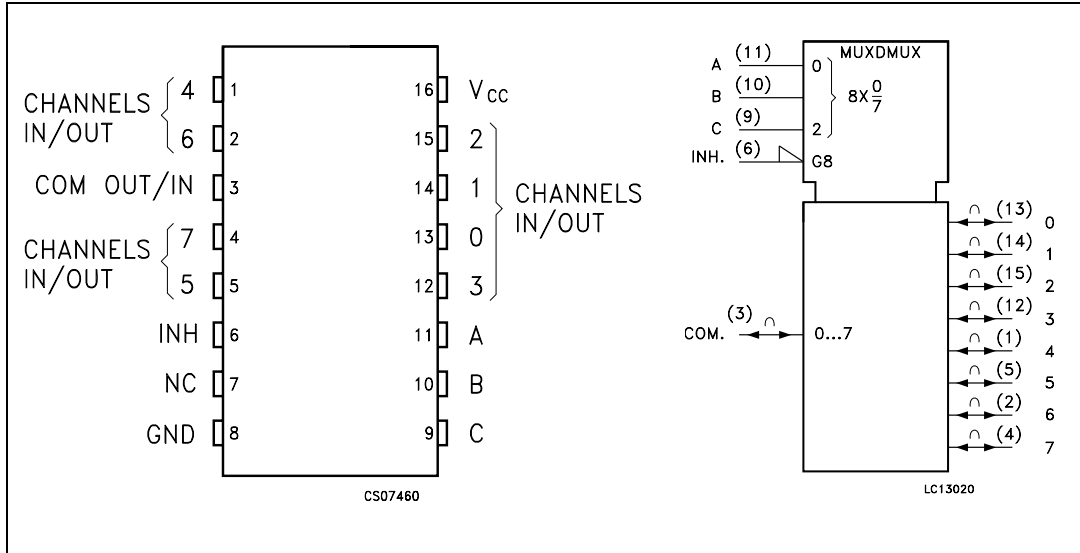 4 1 16 VCC
CHANNELS
IN/OUT
6 2 15 2
COM OUT/IN 3 14 1
CHANNELS
IN/OUT
7 4 13 0
CHANNELS
IN/OUT
5 5 12 3
INH 6 11 A
NC 7 10 B
GND 8 9 C
CS07460
MUXDMUX
A (11) 0
B (10) 8X 0/7
C (9) 2
INH. (6) G8
∩ (13) 0
∩ (14) 1
∩ (15) 2
∩ (12) 3
COM. (3) ∩ 0...7
∩ (1) 4
∩ (5) 5
∩ (2) 6
∩ (4) 7
LC13020